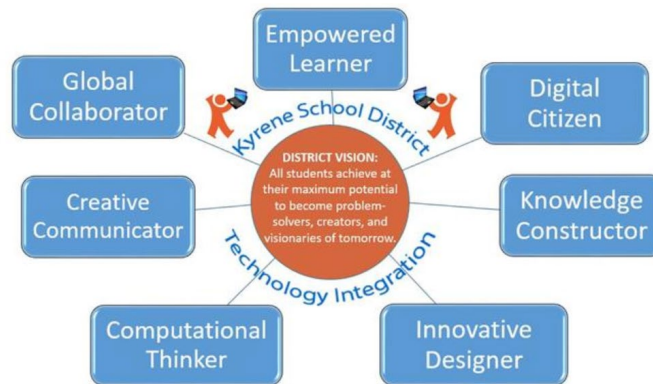 Empowered
Learner
Global
Collaborator
Digital
Citizen
Kyrene School District
DISTRICT VISION:
All students achieve at
their maximum potential
to become problem-
solvers, creators, and
visionaries of tomorrow.
Creative
Communicator
Knowledge
Constructor
Technology Integration
Computational
Thinker
Innovative
Designer